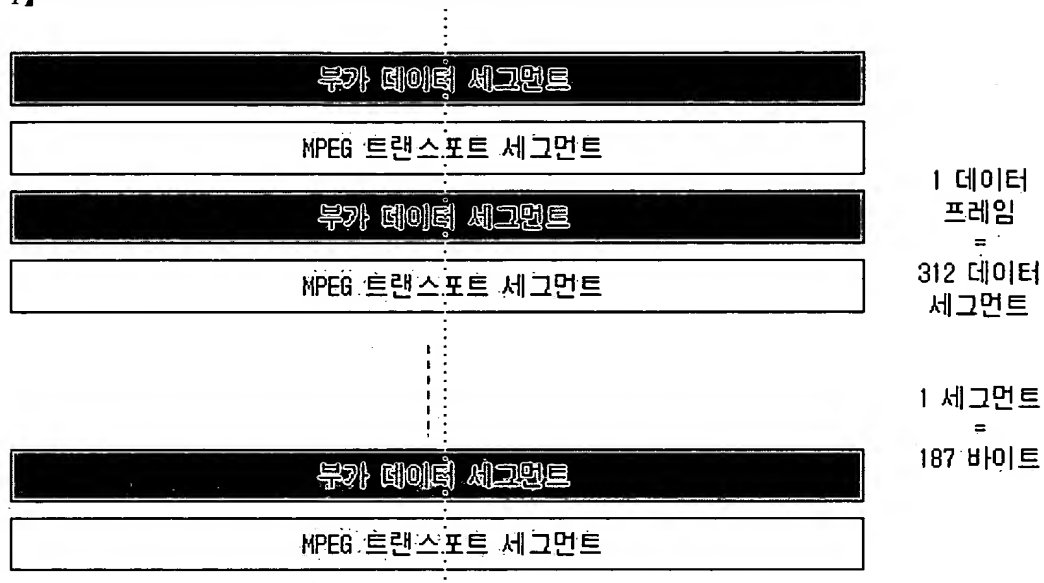 부가 데이터 세그먼트
MPEG 트랜스포트 세그먼트
부가 데이터 세그먼트
MPEG 트랜스포트 세그먼트
1 데이터
프레임
=
312 데이터
세그먼트
1 세그먼트
=
187 바이트
부가 데이터 세그먼트
MPEG 트랜스포트 세그먼트